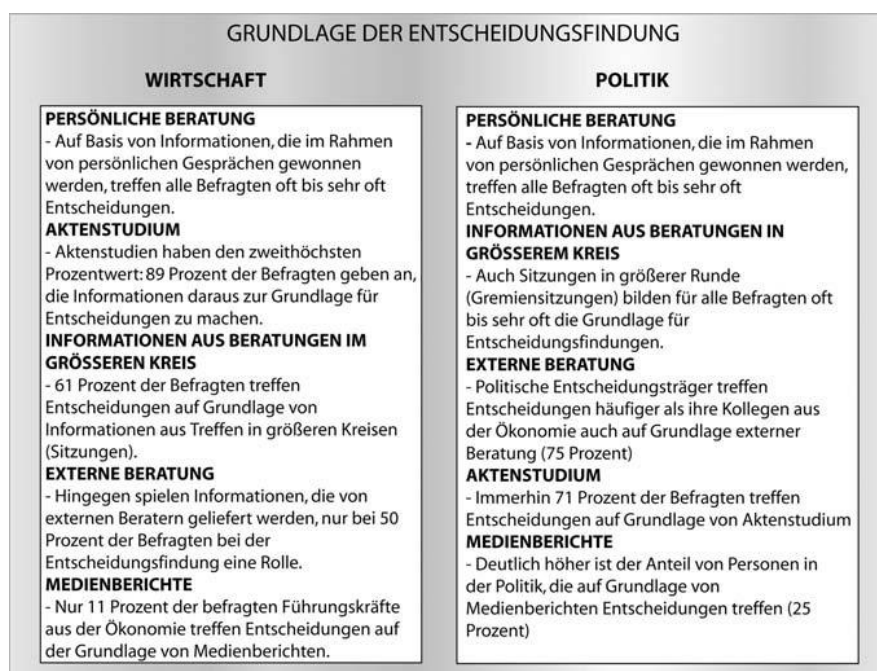 GRUNDLAGE DER ENTSCHEIDUNGSFINDUNG
WIRTSCHAFT
PERSÖNLICHE BERATUNG
- Auf Basis von Informationen, die im Rahmen
von persönlichen Gesprächen gewonnen
werden, treffen alle Befragten oft bis sehr oft
Entscheidungen.
AKTENSTUDIUM
- Aktenstudien haben den zweithöchsten
Prozentwert: 89 Prozent der Befragten geben an,
die Informationen daraus zur Grundlage für
Entscheidungen zu machen.
INFORMATIONEN AUS BERATUNGEN IM
GRÖSSEREN KREIS
- 61 Prozent der Befragten treffen
Entscheidungen auf Grundlage von
Informationen aus Treffen in größeren Kreisen
(Sitzungen).
EXTERNE BERATUNG
- Hingegen spielen Informationen, die von
externen Beratern geliefert werden, nur bei 50
Prozent der Befragten bei der
Entscheidungsfindung eine Rolle.
MEDIENBERICHTE
- Nur 11 Prozent der befragten Führungskräfte
aus der Ökonomie treffen Entscheidungen auf
der Grundlage von Medienberichten.
POLITIK
PERSÖNLICHE BERATUNG
- Auf Basis von Informationen, die im Rahmen
von persönlichen Gesprächen gewonnen werden,
treffen alle Befragten oft bis sehr oft
Entscheidungen.
INFORMATIONEN AUS BERATUNGEN IN
GRÖSSEREM KREIS
- Auch Sitzungen in größerer Runde
(Gremiensitzungen) bilden für alle Befragten oft
bis sehr oft die Grundlage für
Entscheidungsfindungen.
EXTERNE BERATUNG
- Politische Entscheidungsträger treffen
Entscheidungen häufiger als ihre Kollegen aus
der Ökonomie auch auf Grundlage externer
Beratung (75 Prozent)
AKTENSTUDIUM
- Immerhin 71 Prozent der Befragten treffen
Entscheidungen auf Grundlage von Aktenstudium
MEDIENBERICHTE
- Deutlich höher ist der Anteil von Personen in
der Politik, die auf Grundlage von
Medienberichten Entscheidungen treffen (25
Prozent)